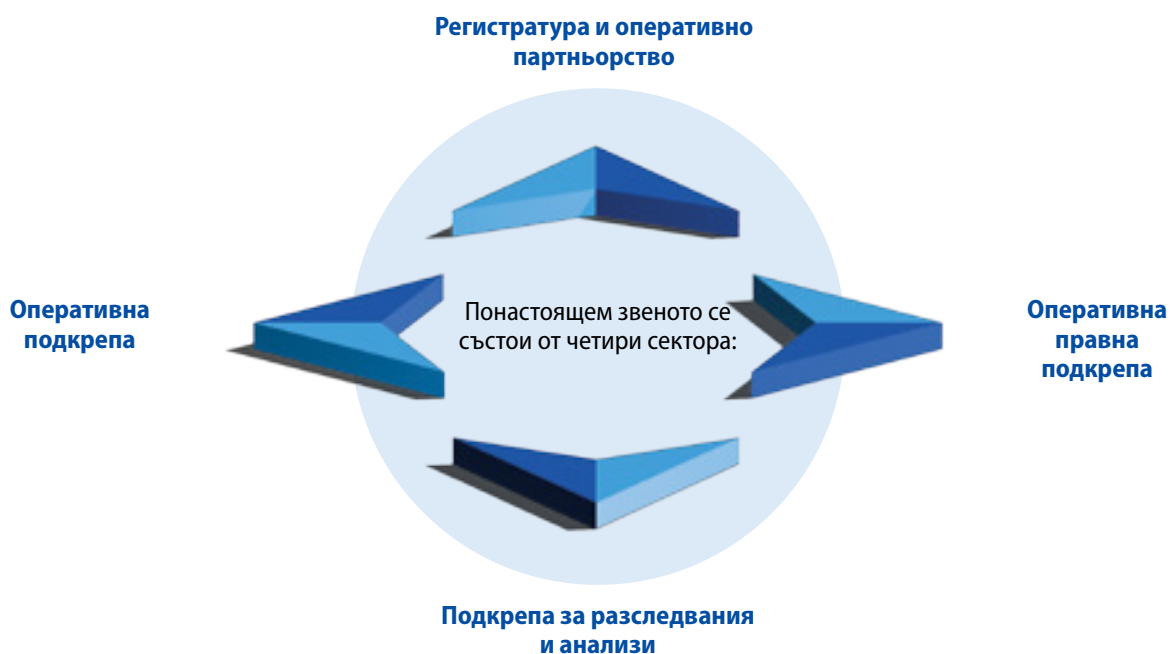 Регистратура и оперативно
партньорство
Оперативна
подкрепа
Понастоящем звеното се
състои от четири сектора:
Оперативна
правна
подкрепа
Подкрепа за разследвания
и анализи